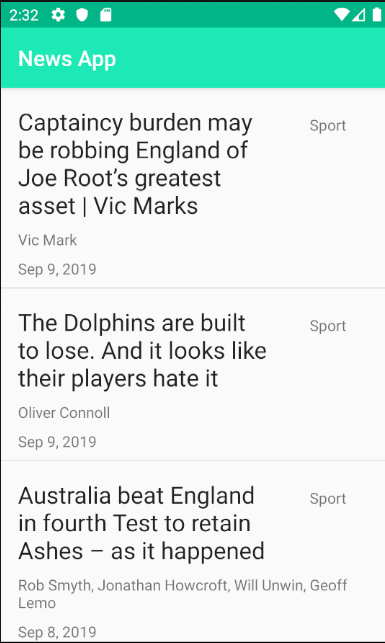 2:32
News App
Captaincy burden may
be robbing England of
Joe Root’s greatest
asset | Vic Marks
Sport
Vic Mark
Sep 9, 2019
The Dolphins are built
to lose. And it looks like
their players hate it
Sport
Oliver Connoll
Sep 9, 2019
Australia beat England
in fourth Test to retain
Ashes – as it happened
Sport
Rob Smyth, Jonathan Howcroft, Will Unwin, Geoff
Lemo
Sep 8, 2019